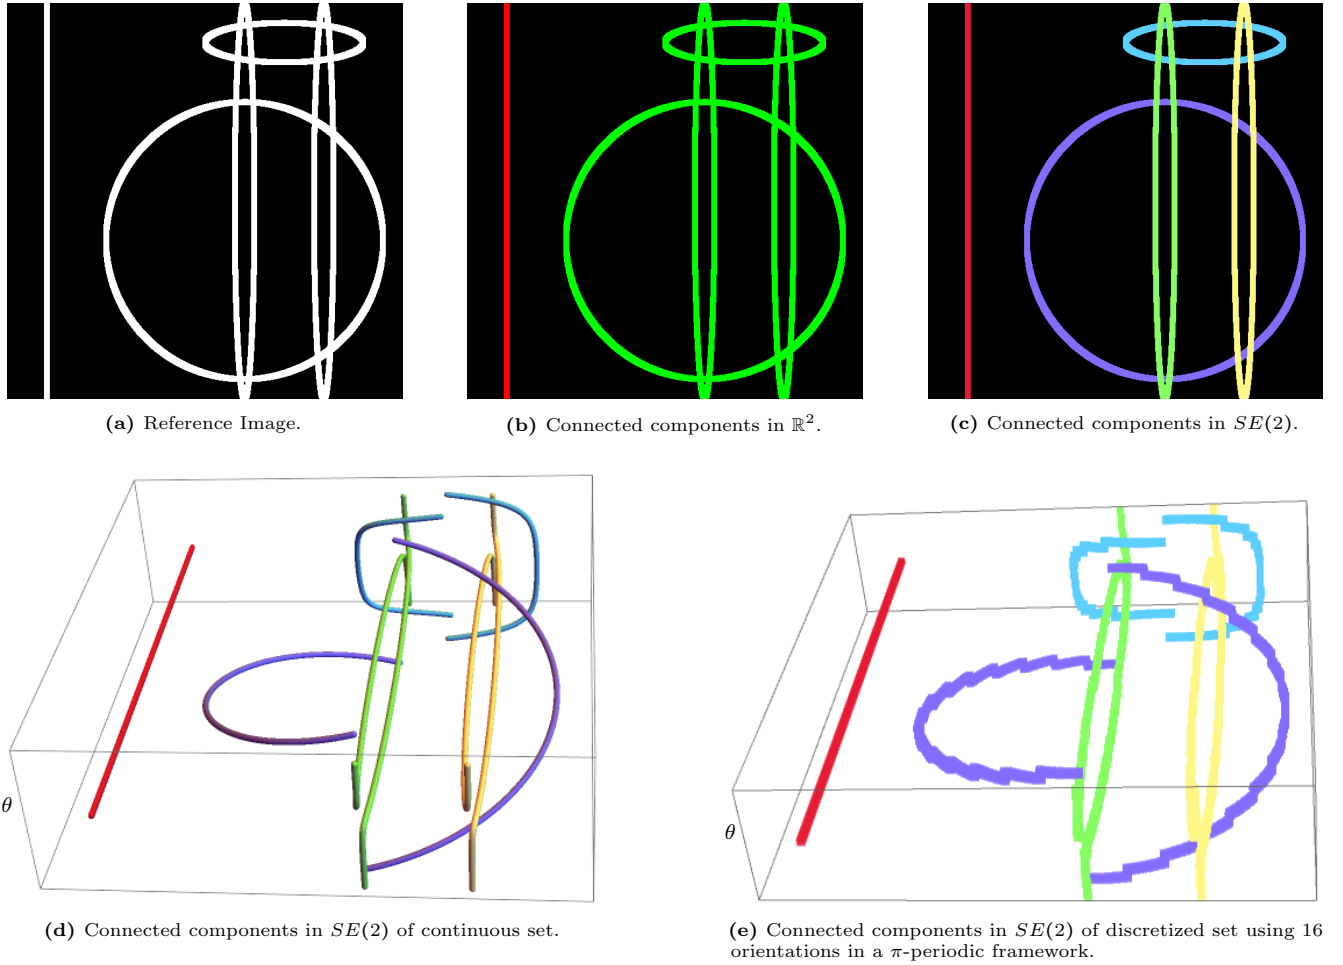 (a) Reference Image.
(b) Connected components in ℝ².
(c) Connected components in SE(2).
θ
θ
(d) Connected components in SE(2) of continuous set.
(e) Connected components in SE(2) of discretized set using 16
orientations in a π-periodic framework.